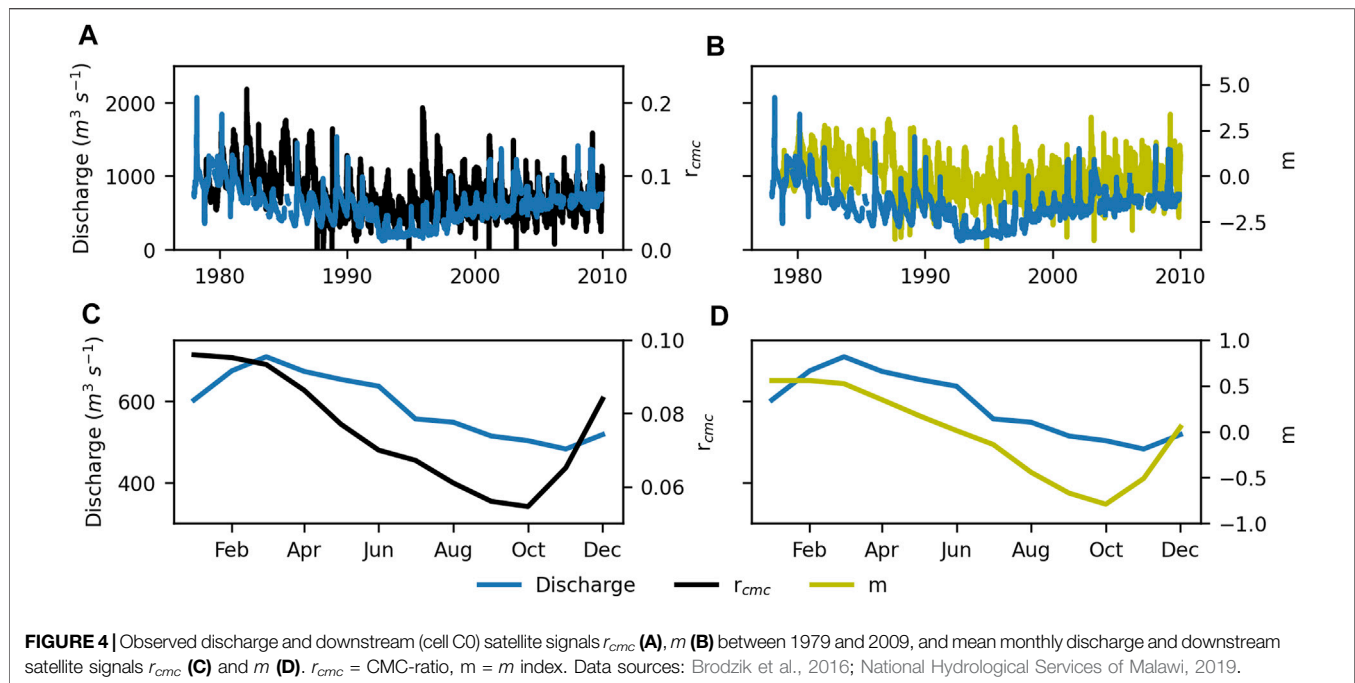 A
B
2000
1000
0
Discharge (m³ s⁻¹)
0.2
0.1
0.0
r_cmc
1980 1990 2000 2010
5.0
2.5
0.0
−2.5
m
1980 1990 2000 2010
C
D
600
400
Discharge (m³ s⁻¹)
0.10
0.08
0.06
r_cmc
Feb Apr Jun Aug Oct Dec
1.0
0.5
0.0
−0.5
−1.0
m
Feb Apr Jun Aug Oct Dec
Discharge r_cmc m
FIGURE 4 | Observed discharge and downstream (cell C0) satellite signals r_cmc (A), m (B) between 1979 and 2009, and mean monthly discharge and downstream
satellite signals r_cmc (C) and m (D). r_cmc = CMC-ratio, m = m index. Data sources: Brodzik et al., 2016; National Hydrological Services of Malawi, 2019.